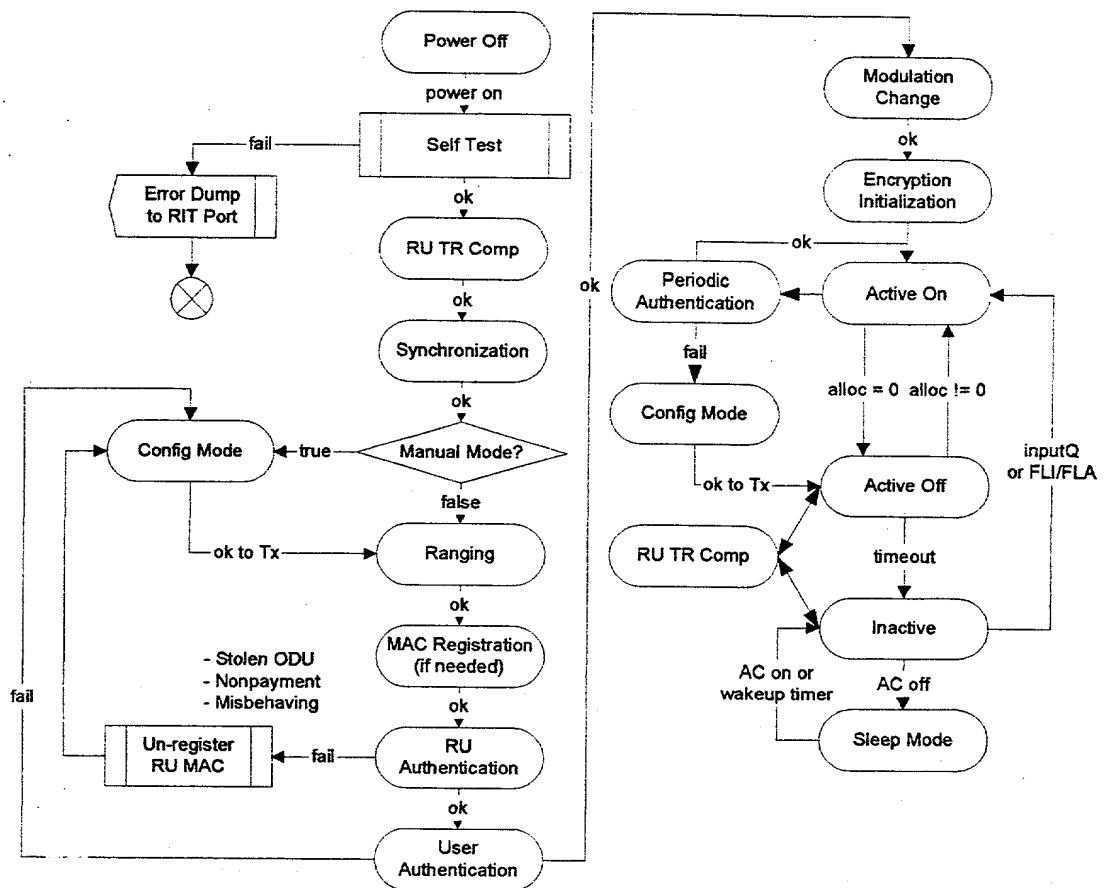 Power Off
power on
Self Test
fail
Error Dump
to RIT Port
ok
RU TR Comp
ok
Synchronization
ok
Manual Mode?
true
Config Mode
false
ok to Tx
Ranging
ok
MAC Registration
(if needed)
- Stolen ODU
- Nonpayment
- Misbehaving
ok
RU
Authentication
fail
Un-register
RU MAC
fail
ok
User
Authentication
ok
Modulation
Change
ok
Encryption
Initialization
ok
Periodic
Authentication
Active On
fail
Config Mode
alloc = 0
alloc != 0
ok to Tx
Active Off
inputQ
or FLI/FLA
RU TR Comp
timeout
Inactive
AC on or
wakeup timer
AC off
Sleep Mode